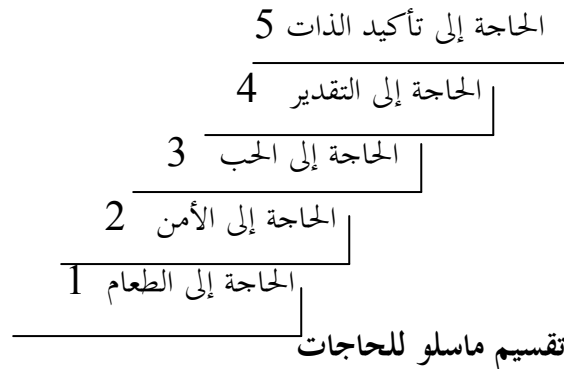 الحاجة إلى تأكيد الذات 5
الحاجة إلى التقدير 4
الحاجة إلى الحب 3
الحاجة إلى الأمن 2
الحاجة إلى الطعام 1
تقسيم ماسلو للحاجات